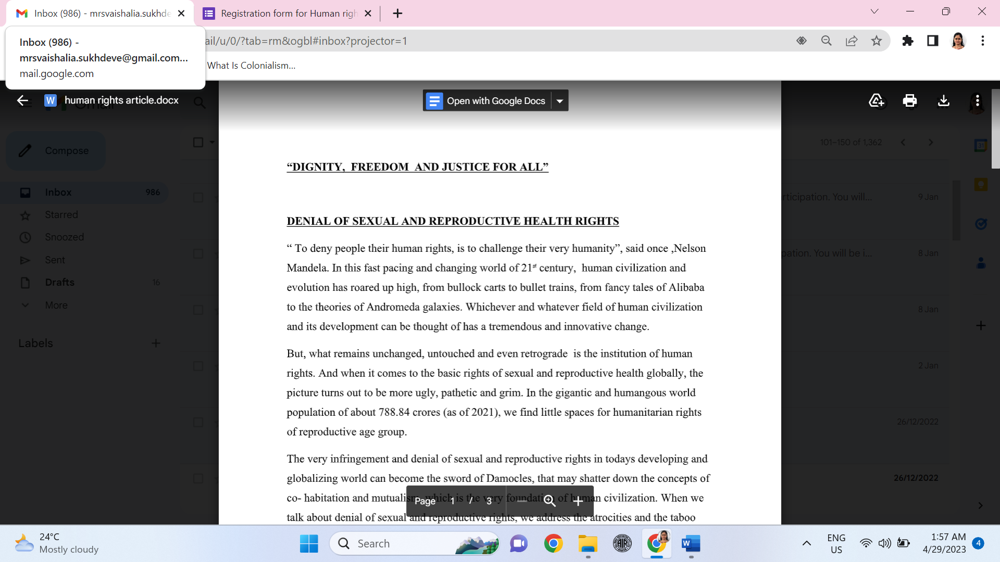 Inbox (986) - mrsvaishalia.sukhde
Registration form for Human righ
Inbox (986) -
mrsvaishalia.sukhdeve@gmail.com...
mail.google.com
ail/u/0/?tab=rm&ogbl#inbox?projector=1
What Is Colonialism...
W human rights article.docx
Gmail
Open with Google Docs
Compose
101–150 of 1,362
31
Inbox 986
Starred
Snoozed
Sent
Drafts 16
More
Labels
rticipation. You will... 9 Jan
pation. You will be i... 8 Jan
8 Jan
2 Jan
26/12/2022
26/12/2022
“DIGNITY,  FREEDOM  AND JUSTICE FOR ALL”
DENIAL OF SEXUAL AND REPRODUCTIVE HEALTH RIGHTS
“ To deny people their human rights, is to challenge their very humanity”, said once ,Nelson
Mandela. In this fast pacing and changing world of 21st century,  human civilization and
evolution has roared up high, from bullock carts to bullet trains, from fancy tales of Alibaba
to the theories of Andromeda galaxies. Whichever and whatever field of human civilization
and its development can be thought of has a tremendous and innovative change.
But, what remains unchanged, untouched and even retrograde  is the institution of human
rights. And when it comes to the basic rights of sexual and reproductive health globally, the
picture turns out to be more ugly, pathetic and grim. In the gigantic and humangous world
population of about 788.84 crores (as of 2021), we find little spaces for humanitarian rights
of reproductive age group.
The very infringement and denial of sexual and reproductive rights in todays developing and
globalizing world can become the sword of Damocles, that may shatter down the concepts of
co- habitation and mutualism, which is the very foundation of human civilization. When we
talk about denial of sexual and reproductive rights, we address the atrocities and the taboo
Page 1 / 3
24°C
Mostly cloudy
Search
AIR
W
ENG
US
1:57 AM
4/29/2023
4